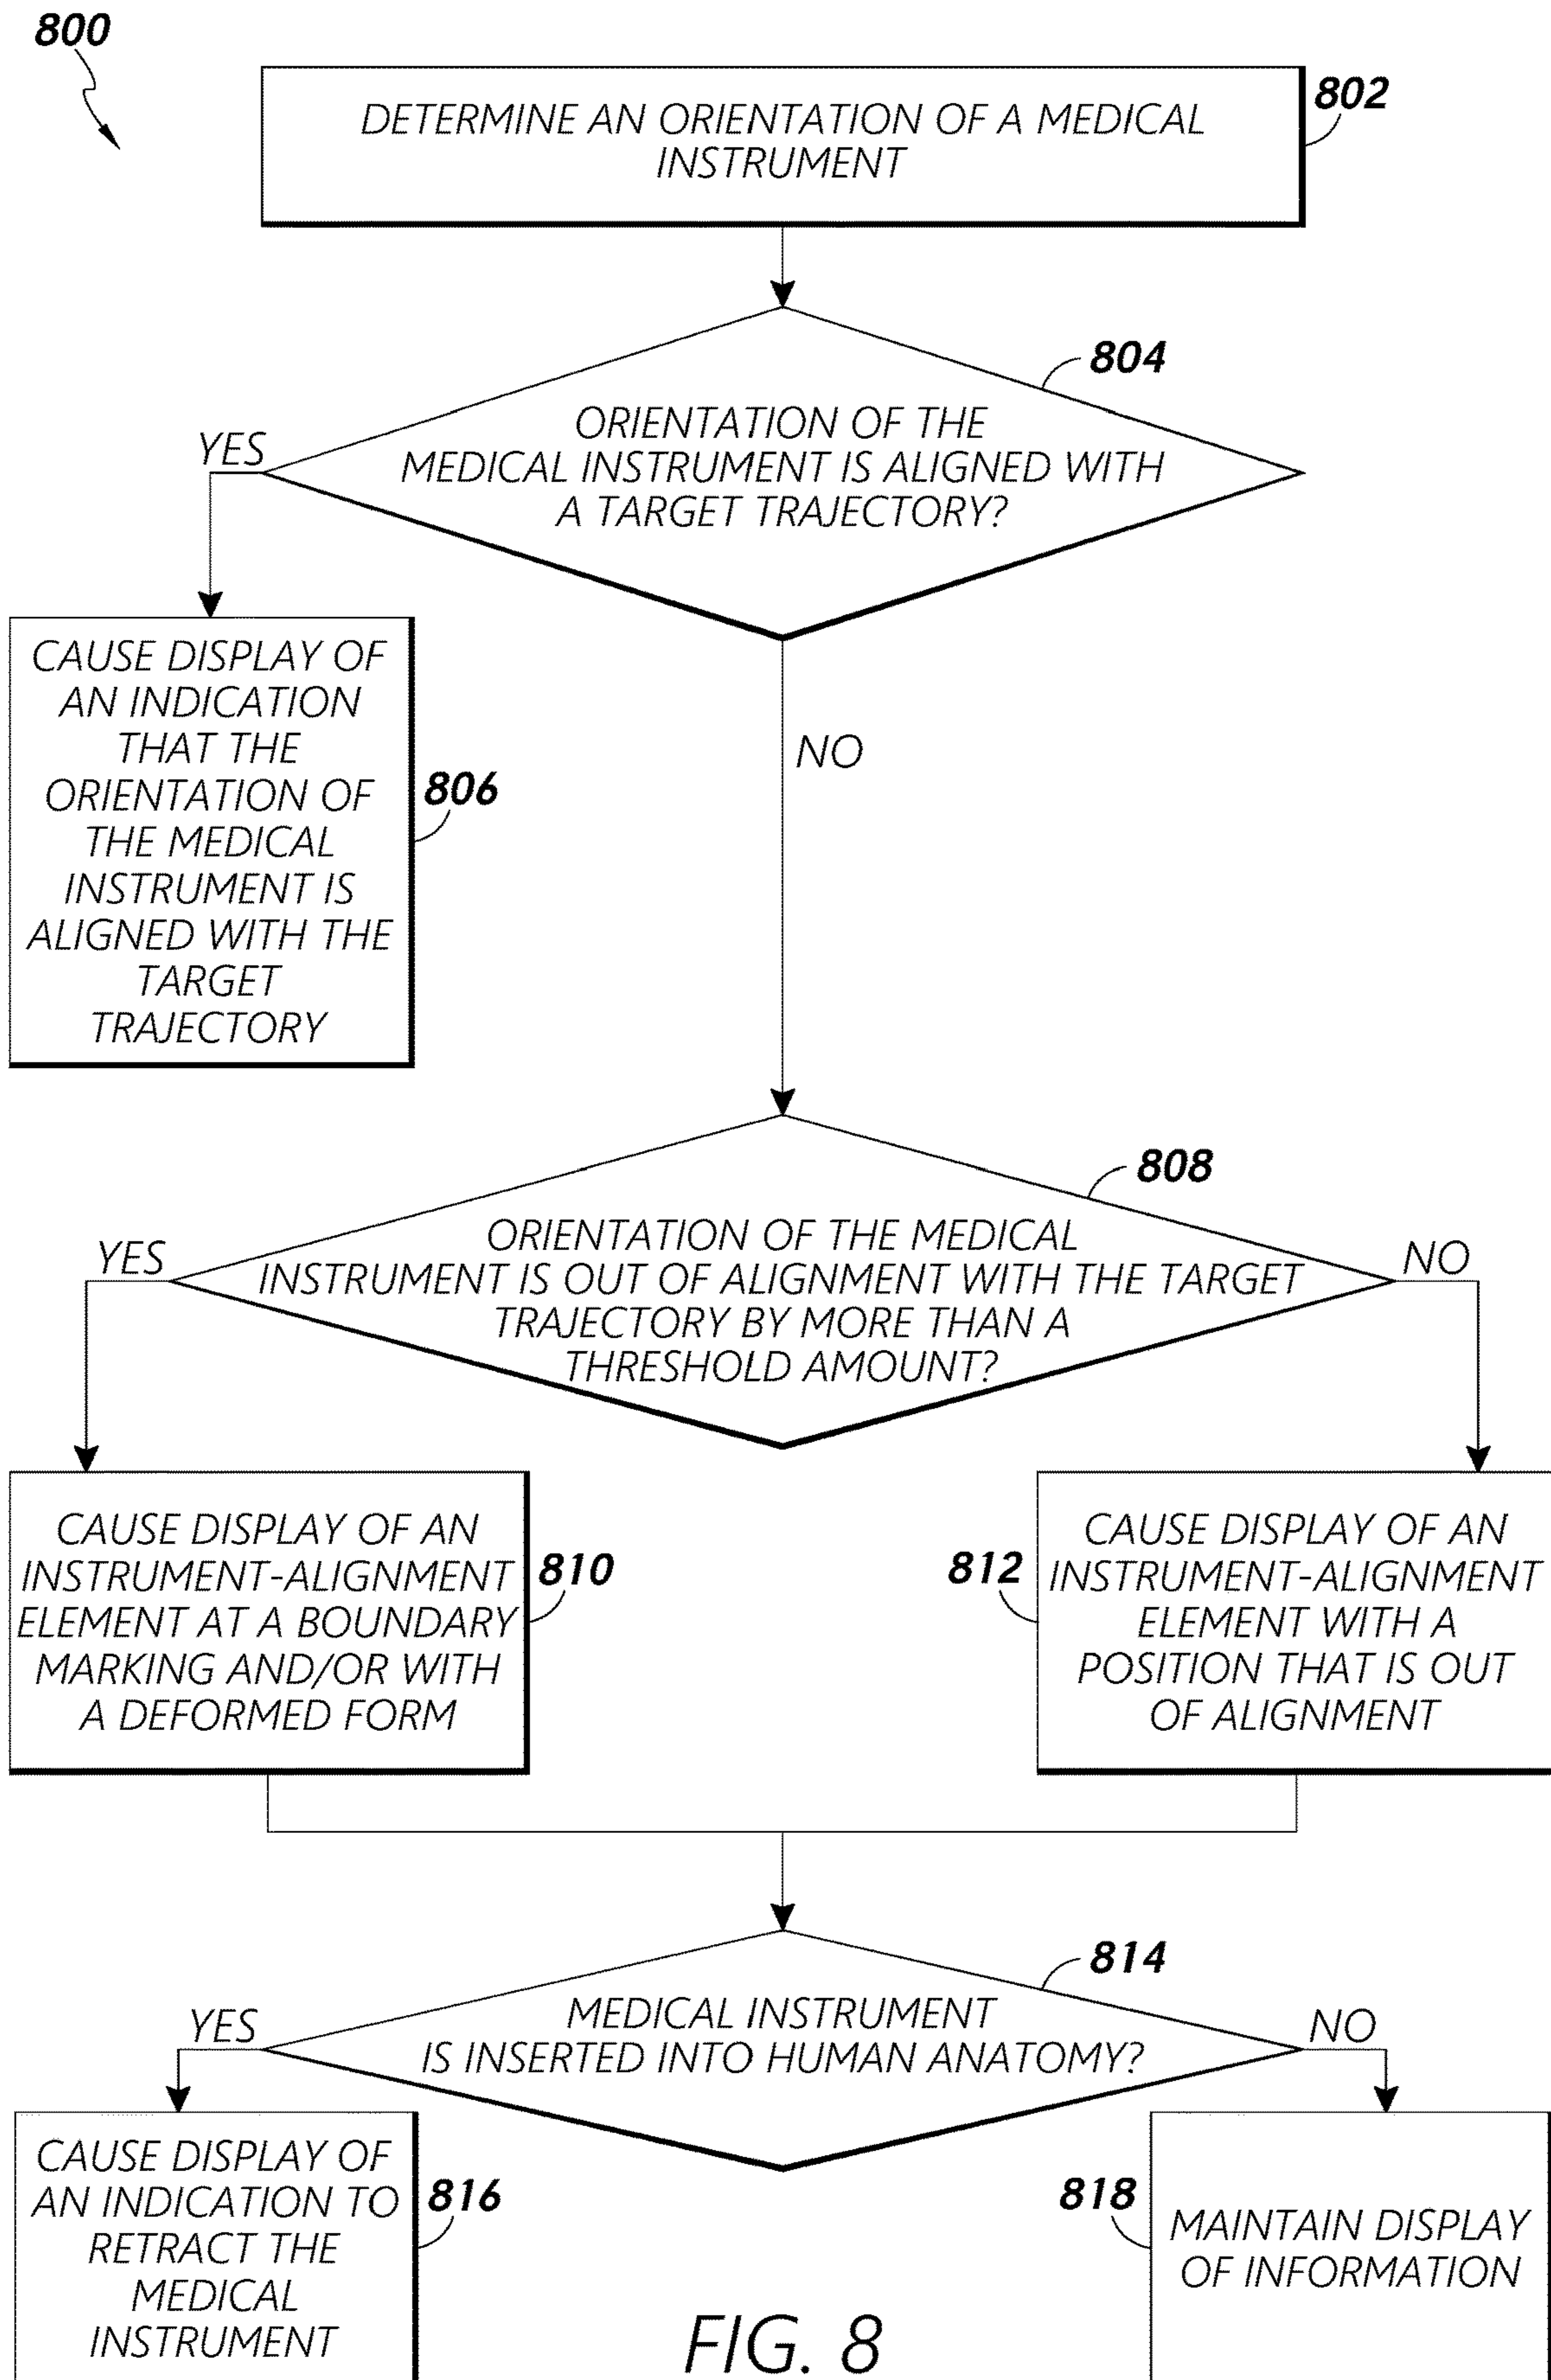 800
802
DETERMINE AN ORIENTATION OF A MEDICAL
INSTRUMENT
804
ORIENTATION OF THE
MEDICAL INSTRUMENT IS ALIGNED WITH
A TARGET TRAJECTORY?
YES
NO
CAUSE DISPLAY OF
AN INDICATION
THAT THE
ORIENTATION OF
THE MEDICAL
INSTRUMENT IS
ALIGNED WITH THE
TARGET
TRAJECTORY
806
808
ORIENTATION OF THE MEDICAL
INSTRUMENT IS OUT OF ALIGNMENT WITH THE TARGET
TRAJECTORY BY MORE THAN A
THRESHOLD AMOUNT?
YES
NO
CAUSE DISPLAY OF AN
INSTRUMENT-ALIGNMENT
ELEMENT AT A BOUNDARY
MARKING AND/OR WITH
A DEFORMED FORM
810
812
CAUSE DISPLAY OF AN
INSTRUMENT-ALIGNMENT
ELEMENT WITH A
POSITION THAT IS OUT
OF ALIGNMENT
814
MEDICAL INSTRUMENT
IS INSERTED INTO HUMAN ANATOMY?
YES
NO
CAUSE DISPLAY OF
AN INDICATION TO
RETRACT THE
MEDICAL
INSTRUMENT
816
818
MAINTAIN DISPLAY
OF INFORMATION
FIG. 8